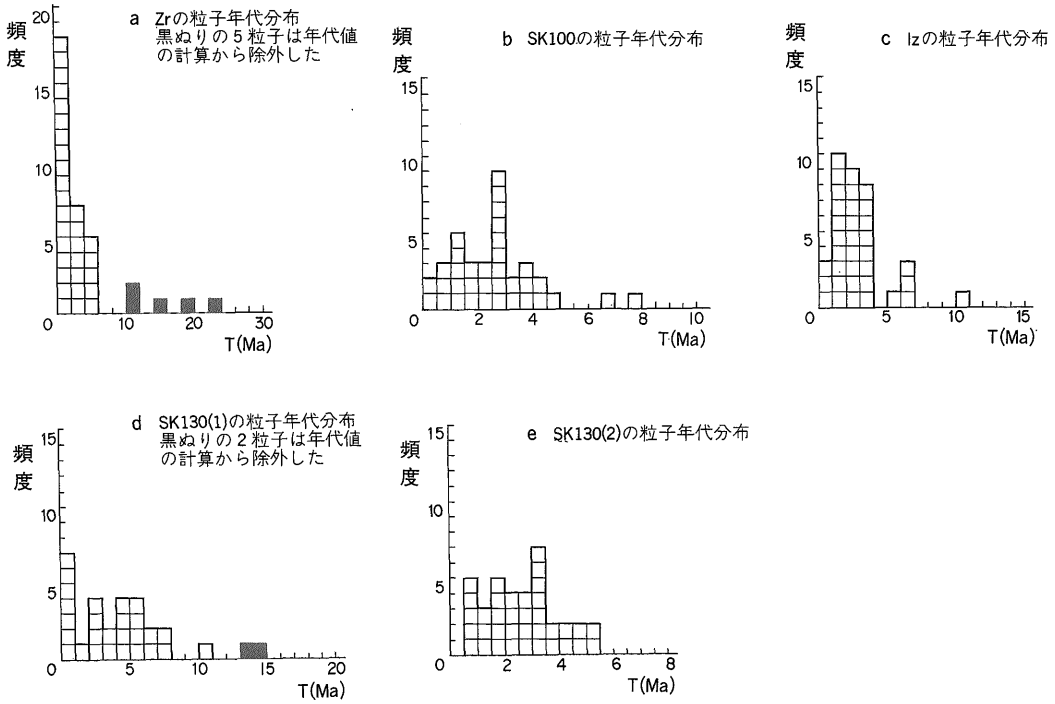 a Zrの粒子年代分布
黒ぬりの5粒子は年代値
の計算から除外した
頻
度
20
15
10
5
0
10
20
30
T(Ma)
b SK100の粒子年代分布
頻
度
15
10
5
0
2
4
6
8
10
T(Ma)
c Izの粒子年代分布
頻
度
15
10
5
0
5
10
15
T(Ma)
d SK130(1)の粒子年代分布
黒ぬりの2粒子は年代値
の計算から除外した
頻
度
15
10
5
0
5
10
15
20
T(Ma)
e SK130(2)の粒子年代分布
頻
度
15
10
5
0
2
4
6
8
T(Ma)